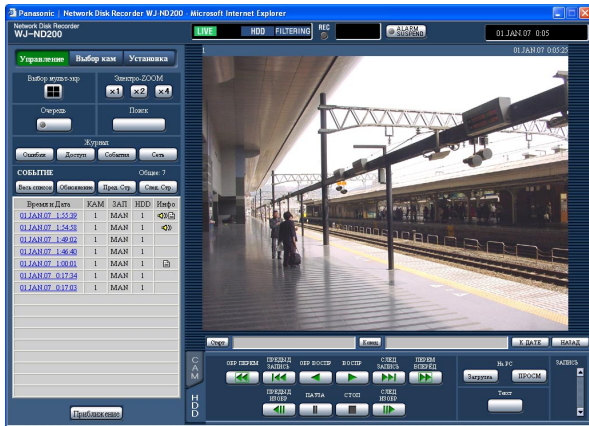 Panasonic | Network Disk Recorder WJ-ND200 - Microsoft Internet Explorer
Network Disk Recorder
WJ-ND200
LIVE HDD FILTERING REC ALARM SUSPEND 01.JAN.07 0:05
Управление Выбор кам Установка
1 01.JAN.07 0:05:25
Выбор мульт-экр Электро-ZOOM
x1 x2 x4
Очередь Поиск
Журнал
Ошибки Доступ События Сеть
СОБЫТИЕ Общие: 7
Весь список Обновление Пред. Стр. След. Стр.
Время и Дата КАМ ЗАП HDD Инфо
01.JAN.07 1:55:39 1 MAN 1
01.JAN.07 1:54:58 1 MAN 1
01.JAN.07 1:49:02 1 MAN 1
01.JAN.07 1:46:40 1 MAN 1
01.JAN.07 1:00:01 1 MAN 1
01.JAN.07 0:17:34 1 MAN 1
01.JAN.07 0:17:03 1 MAN 1
Приближение
Старт Конец К ДАТЕ НАЗАД
CAM
HDD
ОБР ПЕРЕМ ПРЕДЫД ЗАПИСЬ ОБР ВОСПР ВОСПР СЛЕД ЗАПИСЬ ПЕРЕМ ВПЕРЁД
ПРЕДЫД ИЗОБР ПАУЗА СТОП СЛЕД ИЗОБР
На PC
Загрузка ПРОСМ
Текст
ЗАПИСЬ